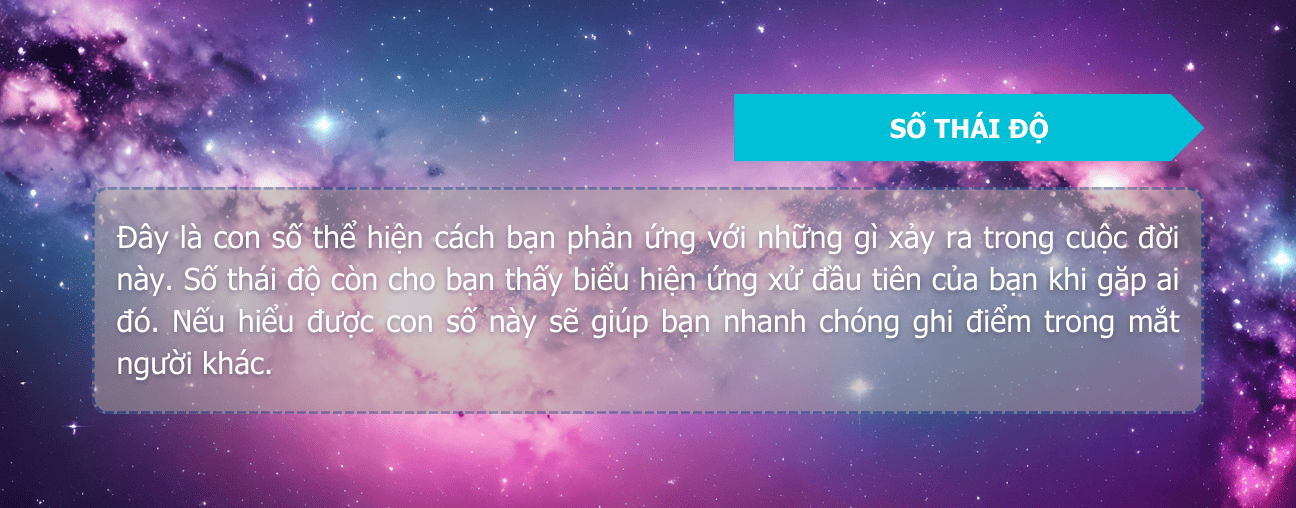 SỐ THÁI ĐỘ
Đây là con số thể hiện cách bạn phản ứng với những gì xảy ra trong cuộc đời
này. Số thái độ còn cho bạn thấy biểu hiện ứng xử đầu tiên của bạn khi gặp ai
đó. Nếu hiểu được con số này sẽ giúp bạn nhanh chóng ghi điểm trong mắt
người khác.